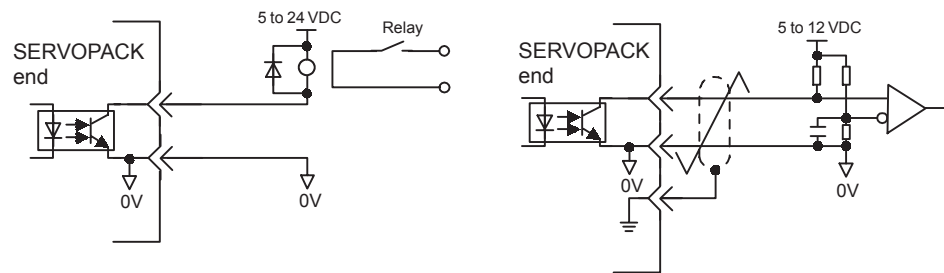 5 to 24 VDC
Relay
SERVOPACK
end
0V
0V
5 to 12 VDC
SERVOPACK
end
0V
0V